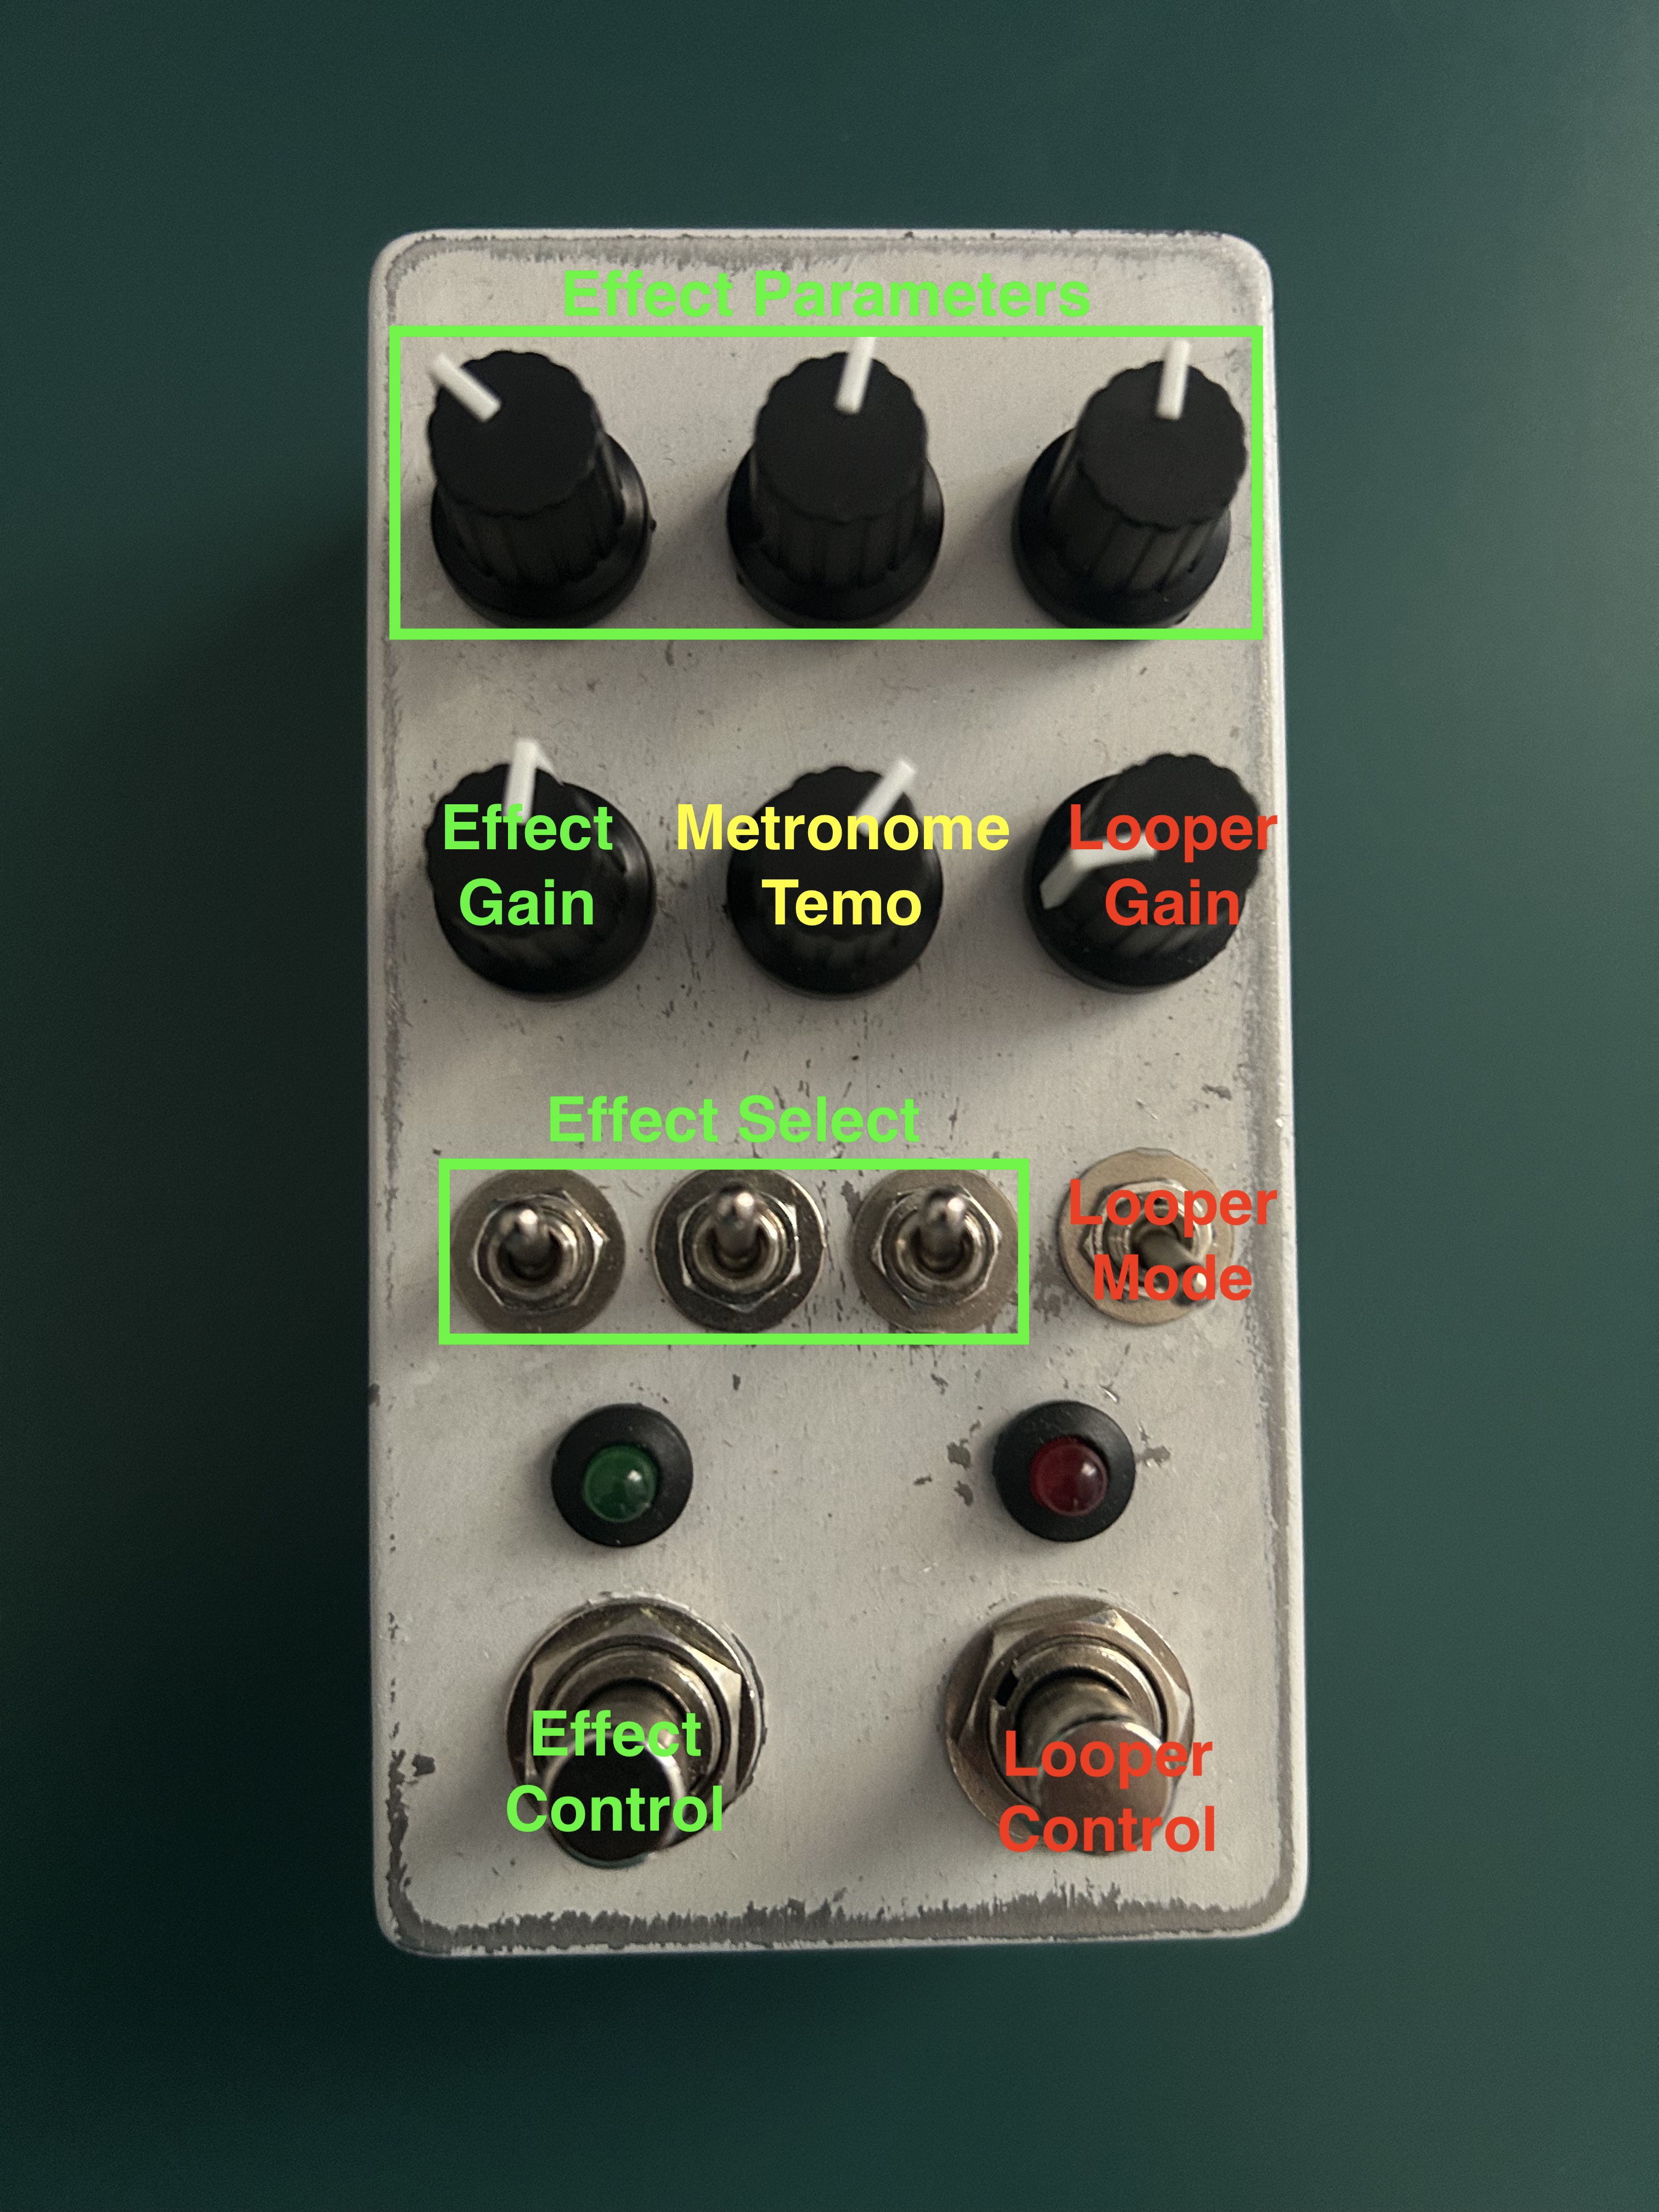 Effect Parameters
Effect
Gain
Metronome
Temo
Looper
Gain
Effect Select
Looper
Mode
Effect
Control
Looper
Control